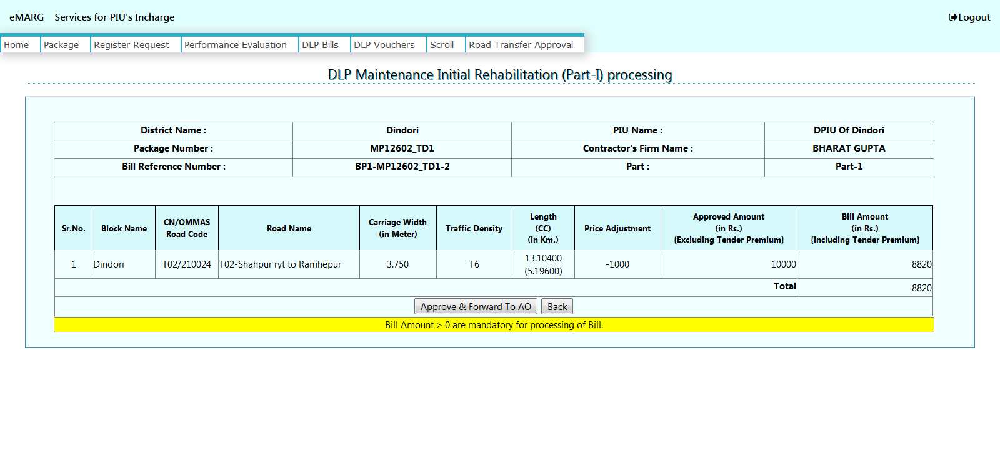 eMARG Services for PIU's Incharge
Logout
Home Package Register Request Performance Evaluation DLP Bills DLP Vouchers Scroll Road Transfer Approval
DLP Maintenance Initial Rehabilitation (Part-I) processing
District Name : Dindori PIU Name : DPIU Of Dindori
Package Number : MP12602_TD1 Contractor's Firm Name : BHARAT GUPTA
Bill Reference Number : BP1-MP12602_TD1-2 Part : Part-1
Sr.No.
Block Name
CN/OMMAS
Road Code
Road Name
Carriage Width
(in Meter)
Traffic Density
Length
(CC)
(in Km.)
Price Adjustment
Approved Amount
(in Rs.)
{Excluding Tender Premium}
Bill Amount
(in Rs.)
{Including Tender Premium}
1
Dindori
T02/210024
T02-Shahpur ryt to Ramhepur
3.750
T6
13.10400
(5.19600)
-1000
10000
8820
Total 8820
Approve & Forward To AO Back
Bill Amount > 0 are mandatory for processing of Bill.